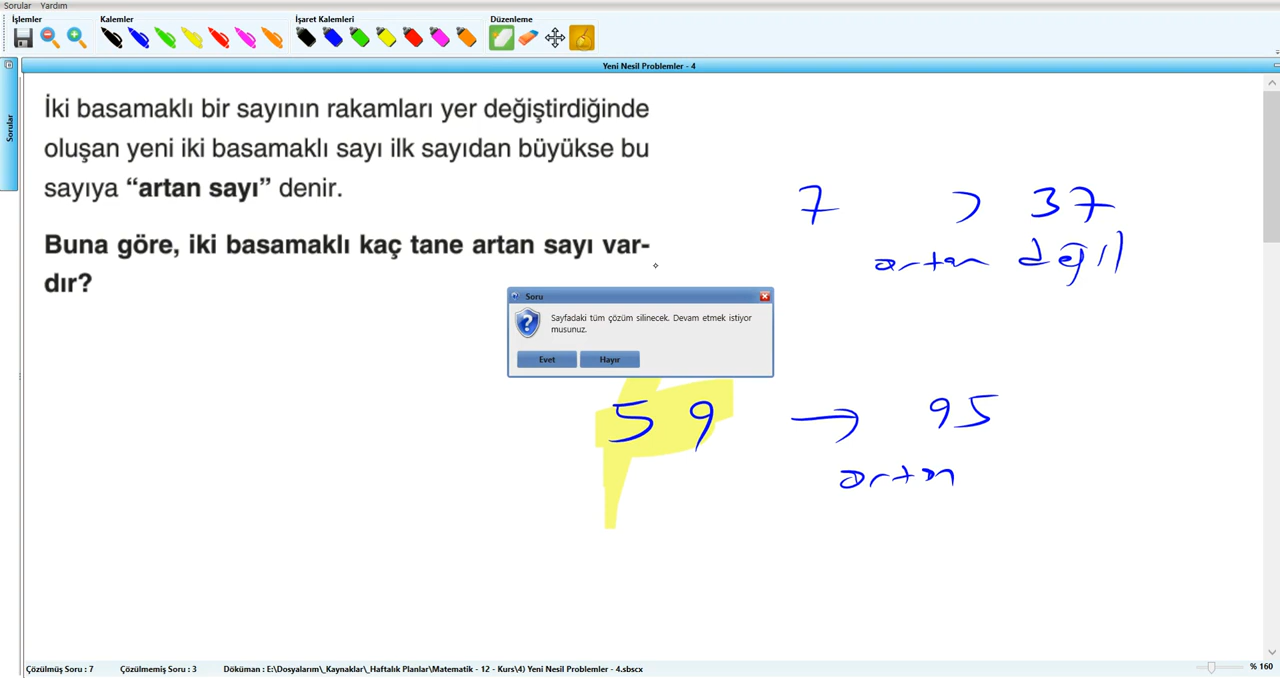 Sorular Yardım
İşlemler Kalemler İşaret Kalemleri Düzenleme
Yeni Nesil Problemler - 4
Sorular
İki basamaklı bir sayının rakamları yer değiştirdiğinde
oluşan yeni iki basamaklı sayı ilk sayıdan büyükse bu
sayıya “artan sayı” denir.
Buna göre, iki basamaklı kaç tane artan sayı var-
dır?
7 > 37
artan değil
Soru
Sayfadaki tüm çözüm silinecek. Devam etmek istiyor
musunuz.
Evet Hayır
59 → 95
artan
Çözülmüş Soru : 7 Çözülmemiş Soru : 3 Döküman : E:\Dosyalarım\_Kaynaklar\_Haftalık Planlar\Matematik - 12 - Kurs\4) Yeni Nesil Problemler - 4.sbscx % 160